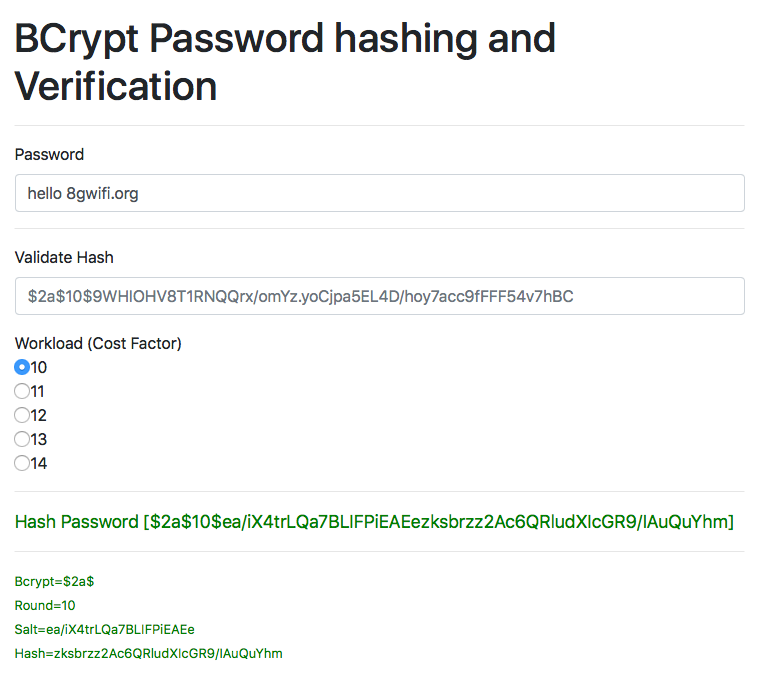 BCrypt Password hashing and
Verification
Password
hello 8gwifi.org
Validate Hash
$2a$10$9WHIOHV8T1RNQQrx/omYz.yoCjpa5EL4D/hoy7acc9fFFF54v7hBC
Workload (Cost Factor)
10
11
12
13
14
Hash Password [$2a$10$ea/iX4trLQa7BLIFPiEAEezksbrzz2Ac6QRludXIcGR9/lAuQuYhm]
Bcrypt=$2a$
Round=10
Salt=ea/iX4trLQa7BLIFPiEAEe
Hash=zksbrzz2Ac6QRludXIcGR9/lAuQuYhm